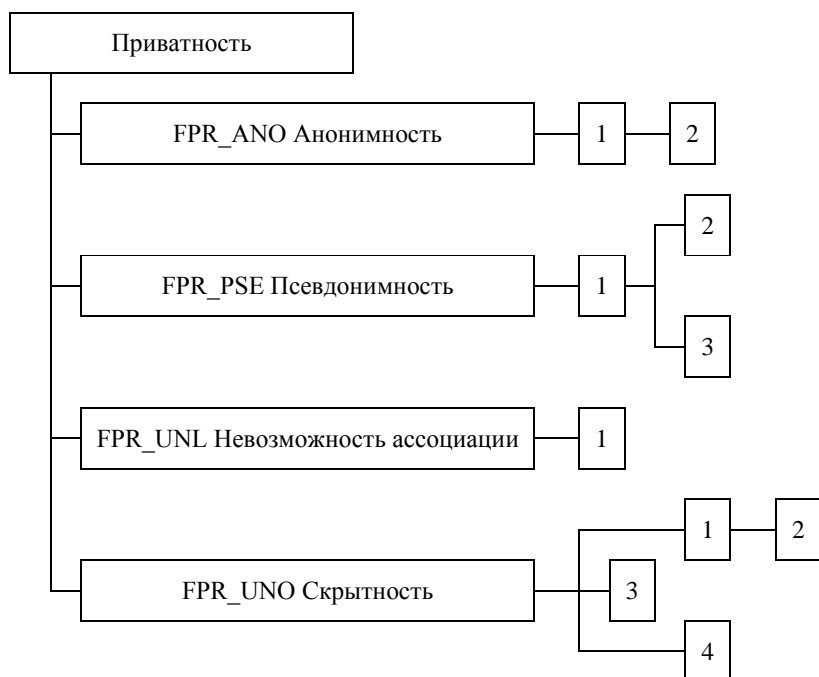 Приватность
FPR_ANO Анонимность 1 2
2
FPR_PSE Псевдонимность 1
3
FPR_UNL Невозможность ассоциации 1
1 2
FPR_UNO Скрытность 3
4